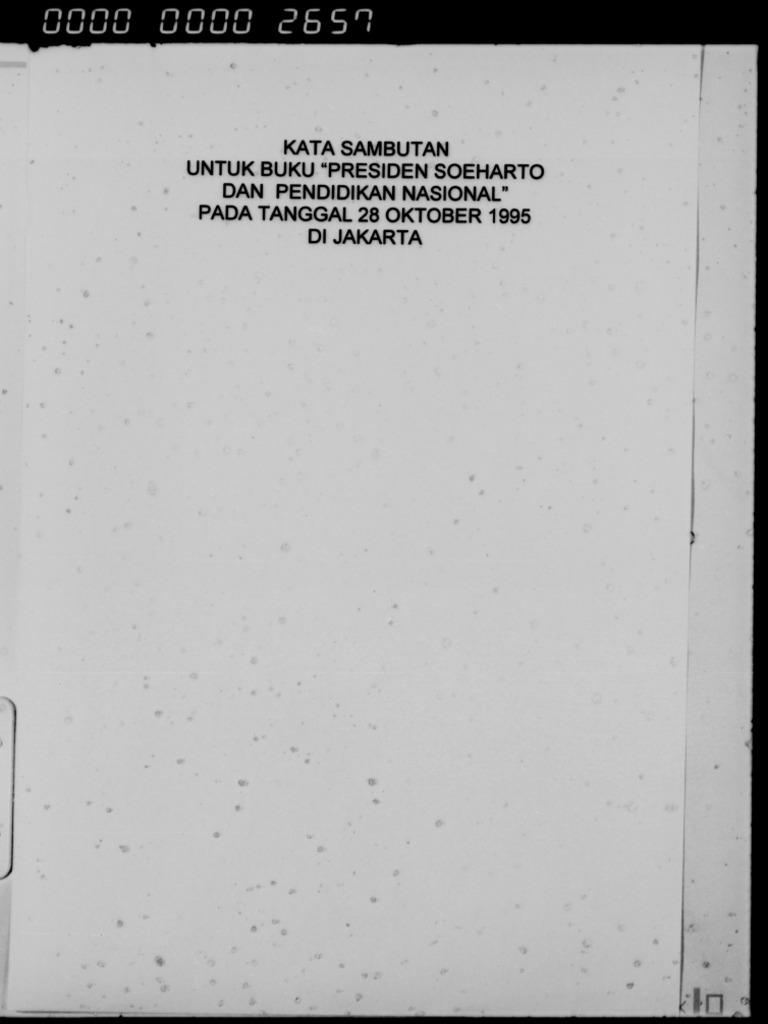 0000 0000 2657
KATA SAMBUTAN
UNTUK BUKU “PRESIDEN SOEHARTO
DAN PENDIDIKAN NASIONAL”
PADA TANGGAL 28 OKTOBER 1995
DI JAKARTA